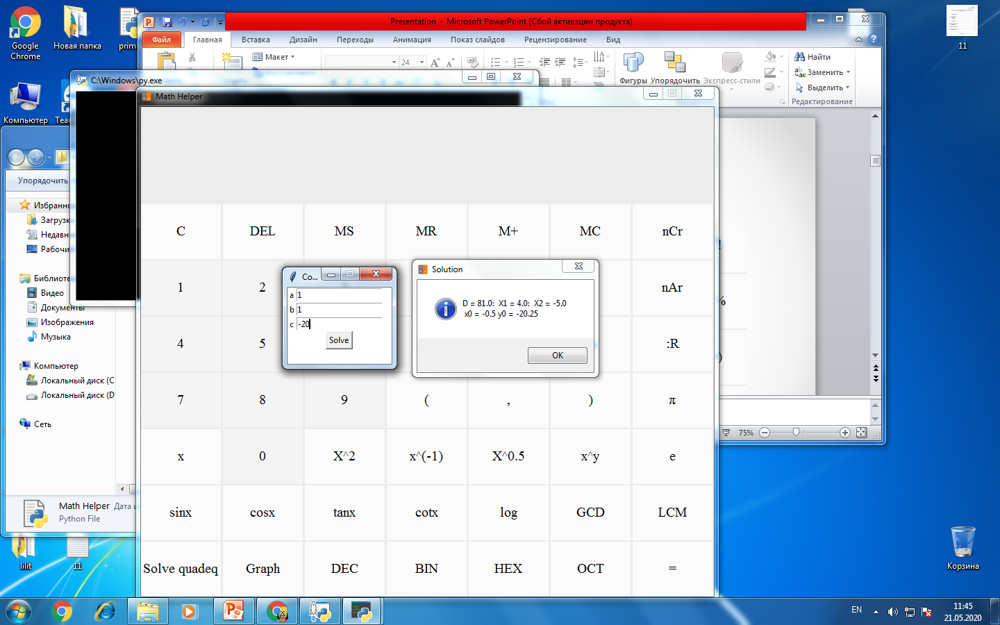 Google
Chrome
Новая папка
prim
Компьютер
Tea
11
Presentation - Microsoft PowerPoint (Сбой активации продукта)
Файл
Главная
Вставка
Дизайн
Переходы
Анимация
Показ слайдов
Рецензирование
Вид
Макет
24
Фигуры
Упорядочить
Экспресс-стили
Найти
Заменить
Выделить
Редактирование
C:\Windows\py.exe
Math Helper
C DEL MS MR M+ MC nCr
1 2 nAr
4 5 :R
7 8 9 ( , ) π
x 0 X^2 x^(-1) X^0.5 x^y e
sinx cosx tanx cotx log GCD LCM
Solve quadeq Graph DEC BIN HEX OCT =
Co...
a 1
b 1
c -20
Solve
Solution
D = 81.0: X1 = 4.0: X2 = -5.0
x0 = -0.5 y0 = -20.25
OK
%
)
75%
Упорядочить
Избранно
Загрузк
Недавн
Рабочи
Библиоте
Видео
Документы
Изображения
Музыка
Компьютер
Локальный диск (C
Локальный диск (D
Сеть
Math Helper Дата и
Python File
lilit
11
Корзина
EN
11:45
21.05.2020